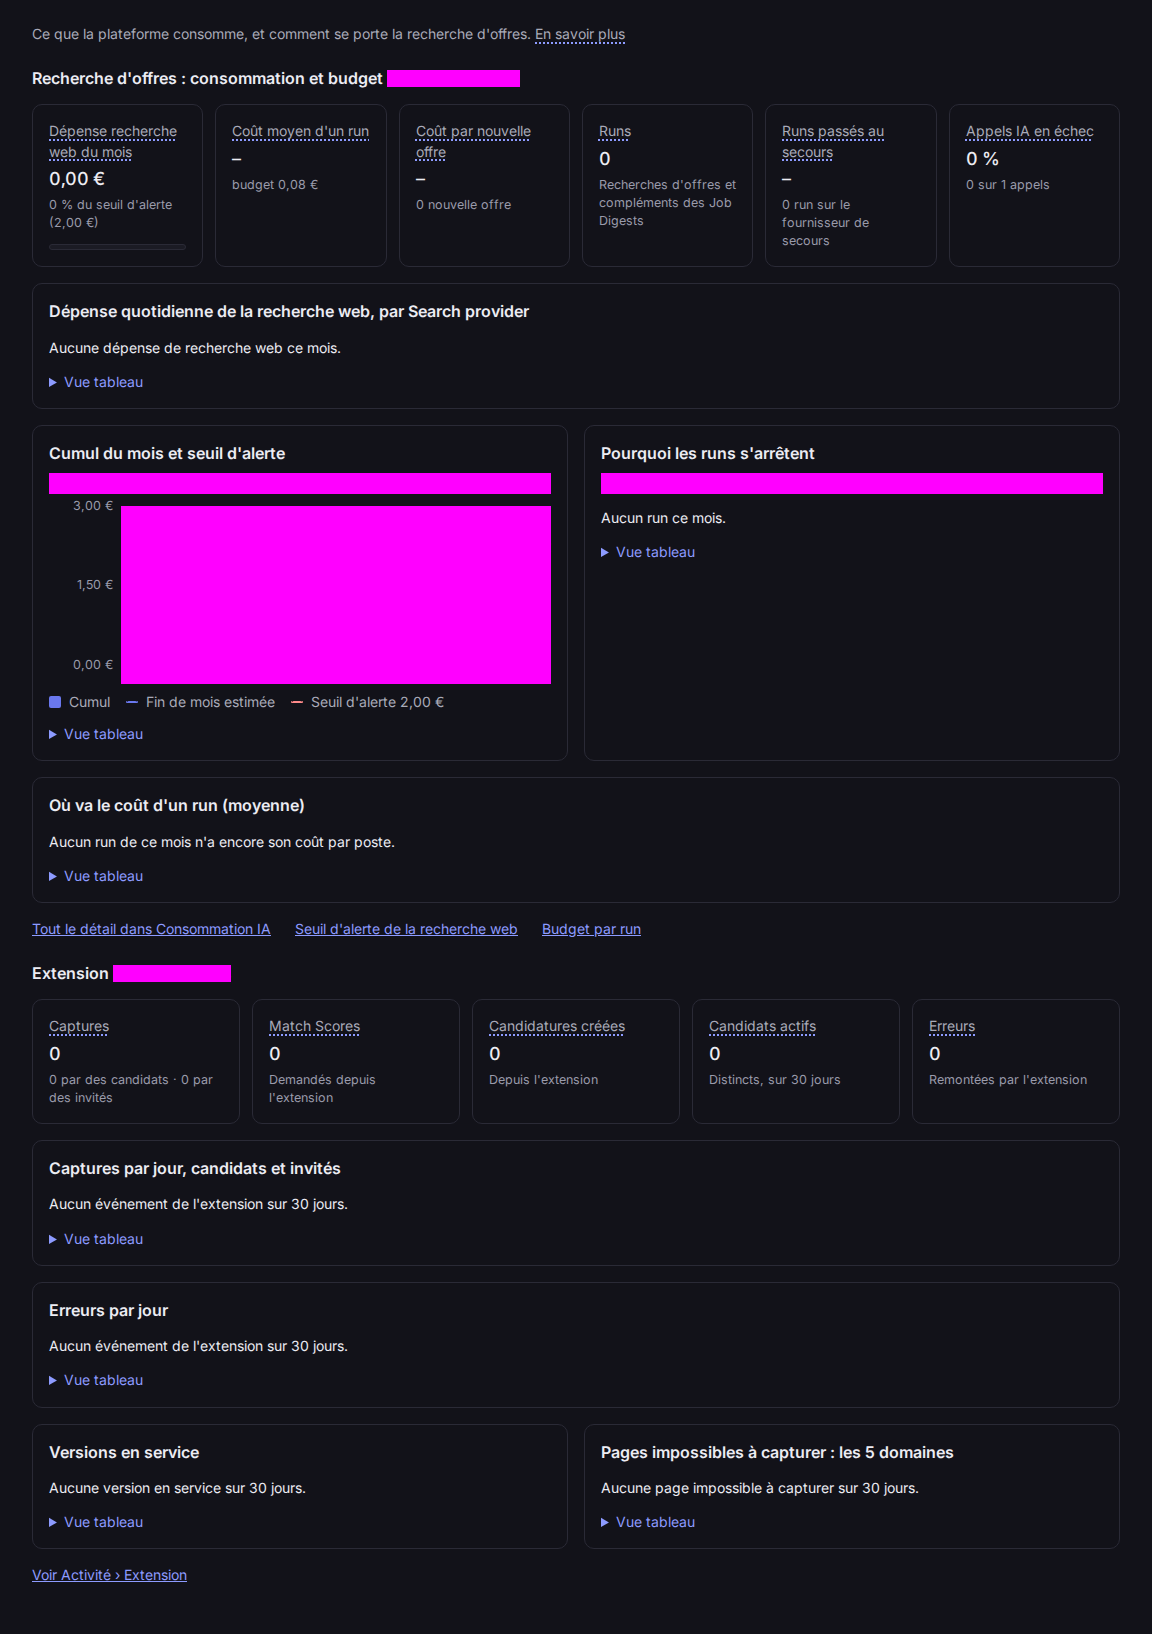 Ce que la plateforme consomme, et comment se porte la recherche d'offres. En savoir plus
Recherche d'offres : consommation et budget
Dépense recherche
web du mois
0,00 €
0 % du seuil d'alerte
(2,00 €)
Coût moyen d'un run
–
budget 0,08 €
Coût par nouvelle
offre
–
0 nouvelle offre
Runs
0
Recherches d'offres et
compléments des Job
Digests
Runs passés au
secours
–
0 run sur le
fournisseur de
secours
Appels IA en échec
0 %
0 sur 1 appels
Dépense quotidienne de la recherche web, par Search provider
Aucune dépense de recherche web ce mois.
Vue tableau
Cumul du mois et seuil d'alerte
3,00 €
1,50 €
0,00 €
Cumul
Fin de mois estimée
Seuil d'alerte 2,00 €
Vue tableau
Pourquoi les runs s'arrêtent
Aucun run ce mois.
Vue tableau
Où va le coût d'un run (moyenne)
Aucun run de ce mois n'a encore son coût par poste.
Vue tableau
Tout le détail dans Consommation IA
Seuil d'alerte de la recherche web
Budget par run
Extension
Captures
0
0 par des candidats · 0 par
des invités
Match Scores
0
Demandés depuis
l'extension
Candidatures créées
0
Depuis l'extension
Candidats actifs
0
Distincts, sur 30 jours
Erreurs
0
Remontées par l'extension
Captures par jour, candidats et invités
Aucun événement de l'extension sur 30 jours.
Vue tableau
Erreurs par jour
Aucun événement de l'extension sur 30 jours.
Vue tableau
Versions en service
Aucune version en service sur 30 jours.
Vue tableau
Pages impossibles à capturer : les 5 domaines
Aucune page impossible à capturer sur 30 jours.
Vue tableau
Voir Activité › Extension